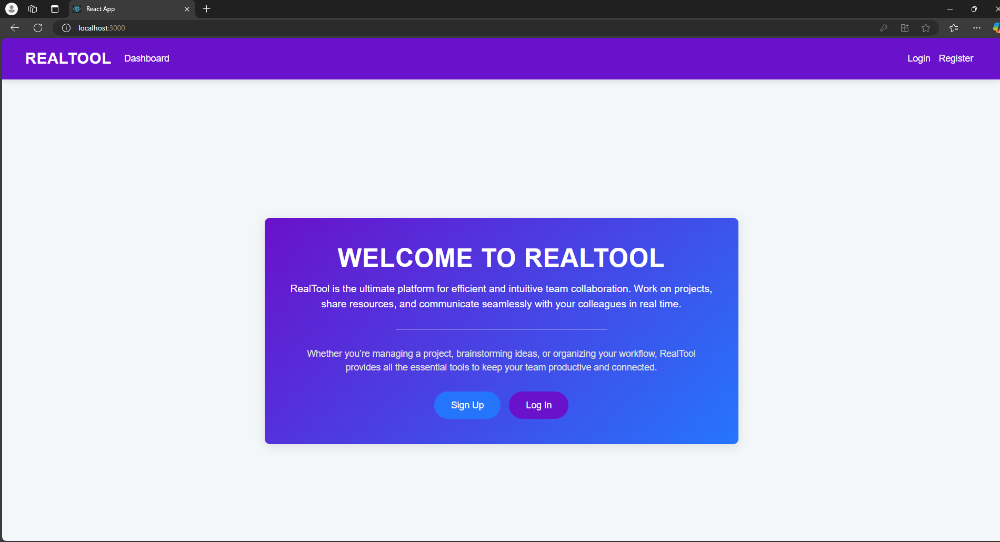 React App
localhost:3000
REALTOOL Dashboard Login Register
WELCOME TO REALTOOL
RealTool is the ultimate platform for efficient and intuitive team collaboration. Work on projects,
share resources, and communicate seamlessly with your colleagues in real time.
Whether you’re managing a project, brainstorming ideas, or organizing your workflow, RealTool
provides all the essential tools to keep your team productive and connected.
Sign Up Log In